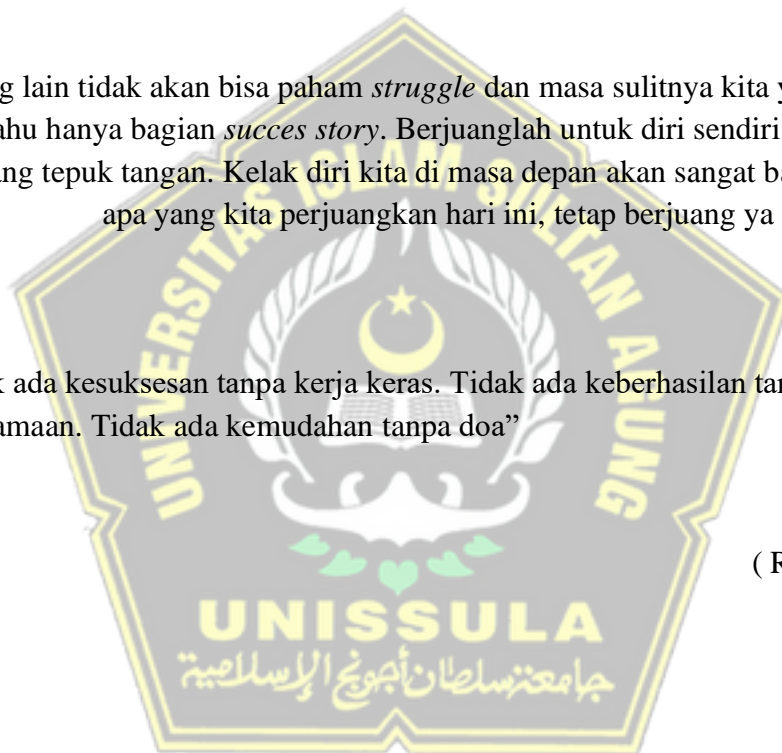 g lain tidak akan bisa paham struggle dan masa sulitnya kita y
ahu hanya bagian succes story. Berjuanglah untuk diri sendiri
ang tepuk tangan. Kelak diri kita di masa depan akan sangat ba
apa yang kita perjuangkan hari ini, tetap berjuang ya
UNIVERSITAS ISLAM SULTAN AGUNG
k ada kesuksesan tanpa kerja keras. Tidak ada keberhasilan tan
amaan. Tidak ada kemudahan tanpa doa”
( R
UNISSULA
جامعة سلطان أجونج الإسلامية